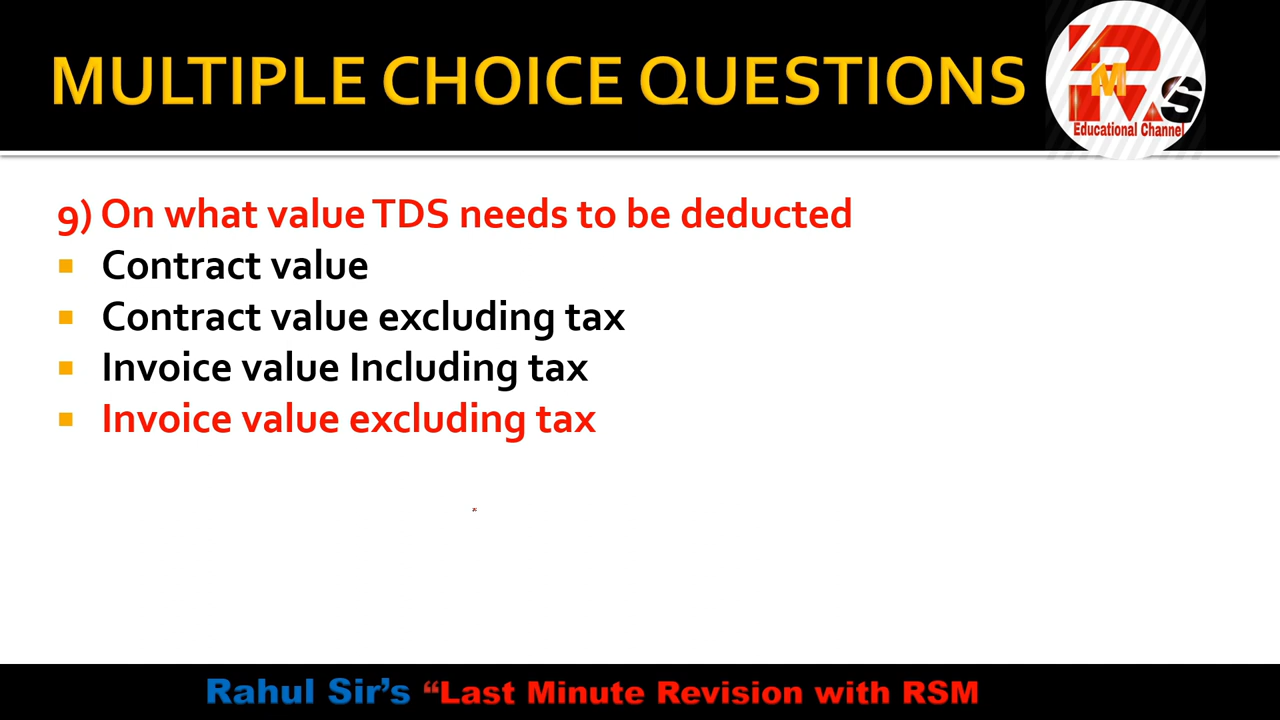 MULTIPLE CHOICE QUESTIONS
RMS
Educational Channel
9) On what value TDS needs to be deducted
Contract value
Contract value excluding tax
Invoice value Including tax
Invoice value excluding tax
Rahul Sir's “Last Minute Revision with RSM